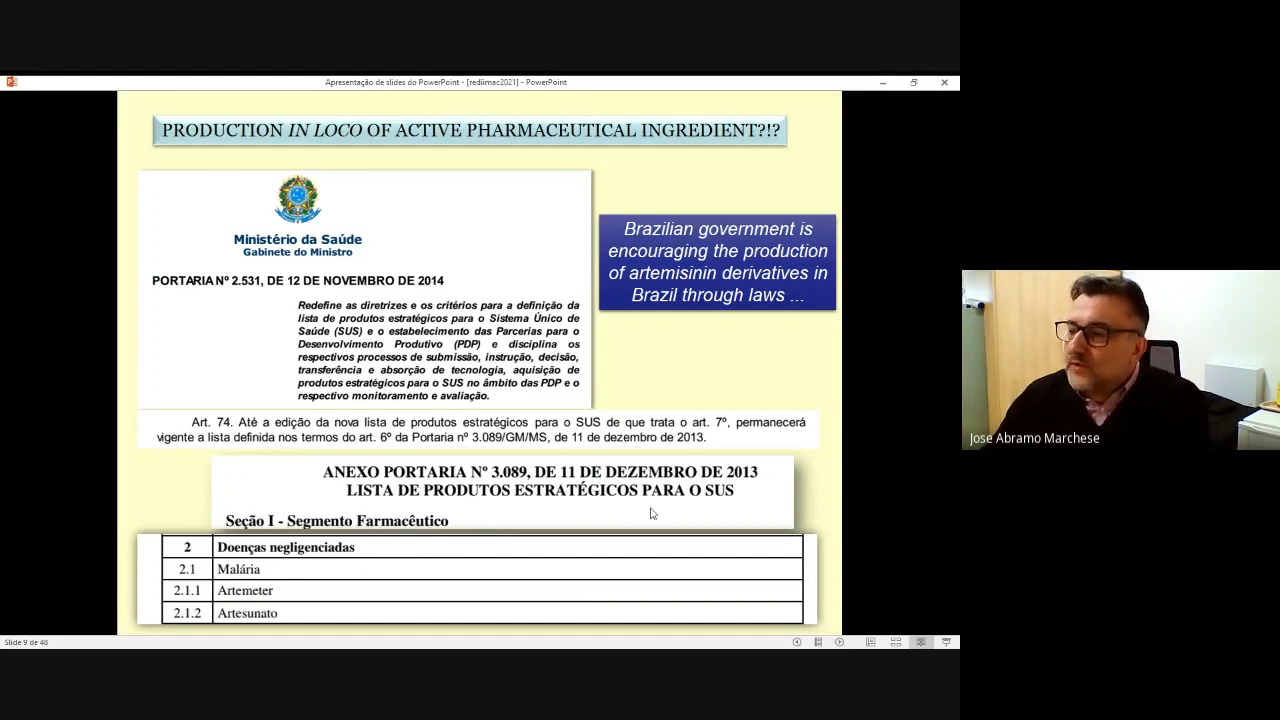 Apresentação de slides do PowerPoint - [rediimac2021] - PowerPoint
PRODUCTION IN LOCO OF ACTIVE PHARMACEUTICAL INGREDIENT?!?
Ministério da Saúde
Gabinete do Ministro
PORTARIA Nº 2.531, DE 12 DE NOVEMBRO DE 2014
Redefine as diretrizes e os critérios para a definição da
lista de produtos estratégicos para o Sistema Único de
Saúde (SUS) e o estabelecimento das Parcerias para o
Desenvolvimento Produtivo (PDP) e disciplina os
respectivos processos de submissão, instrução, decisão,
transferência e absorção de tecnologia, aquisição de
produtos estratégicos para o SUS no âmbito das PDP e o
respectivo monitoramento e avaliação.
Brazilian government is
encouraging the production
of artemisinin derivatives in
Brazil through laws ...
Art. 74. Até a edição da nova lista de produtos estratégicos para o SUS de que trata o art. 7º, permanecerá
vigente a lista definida nos termos do art. 6º da Portaria nº 3.089/GM/MS, de 11 de dezembro de 2013.
ANEXO PORTARIA Nº 3.089, DE 11 DE DEZEMBRO DE 2013
LISTA DE PRODUTOS ESTRATÉGICOS PARA O SUS
Seção I - Segmento Farmacêutico
2 Doenças negligenciadas
2.1 Malária
2.1.1 Artemeter
2.1.2 Artesunato
Slide 9 de 48
Jose Abramo Marchese